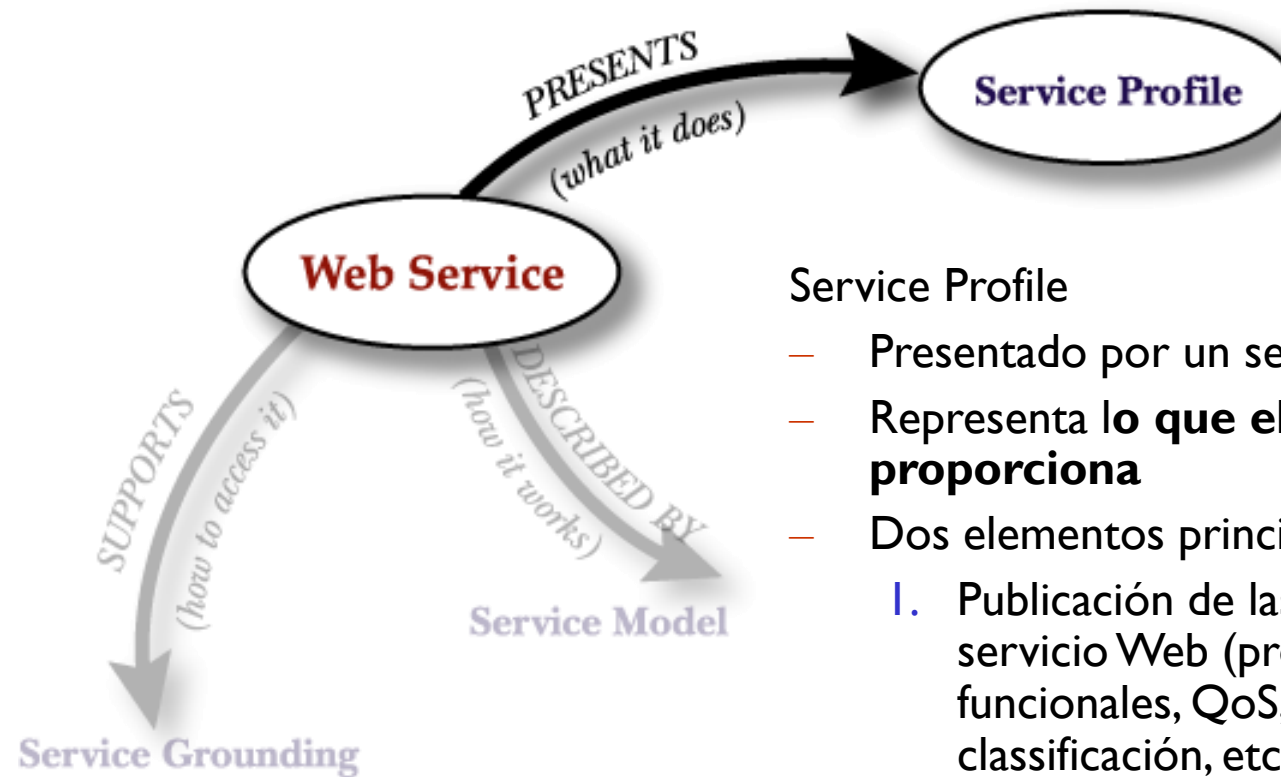 PRESENTS
(what it does)
Service Profile
Web Service
SUPPORTS
(how to access it)
DESCRIBED BY
(how it works)
Service Model
Service Grounding
Service Profile
– Presentado por un se
– Representa lo que el
proporciona
– Dos elementos princi
1. Publicación de las
servicio Web (pr
funcionales, QoS
classificación, etc